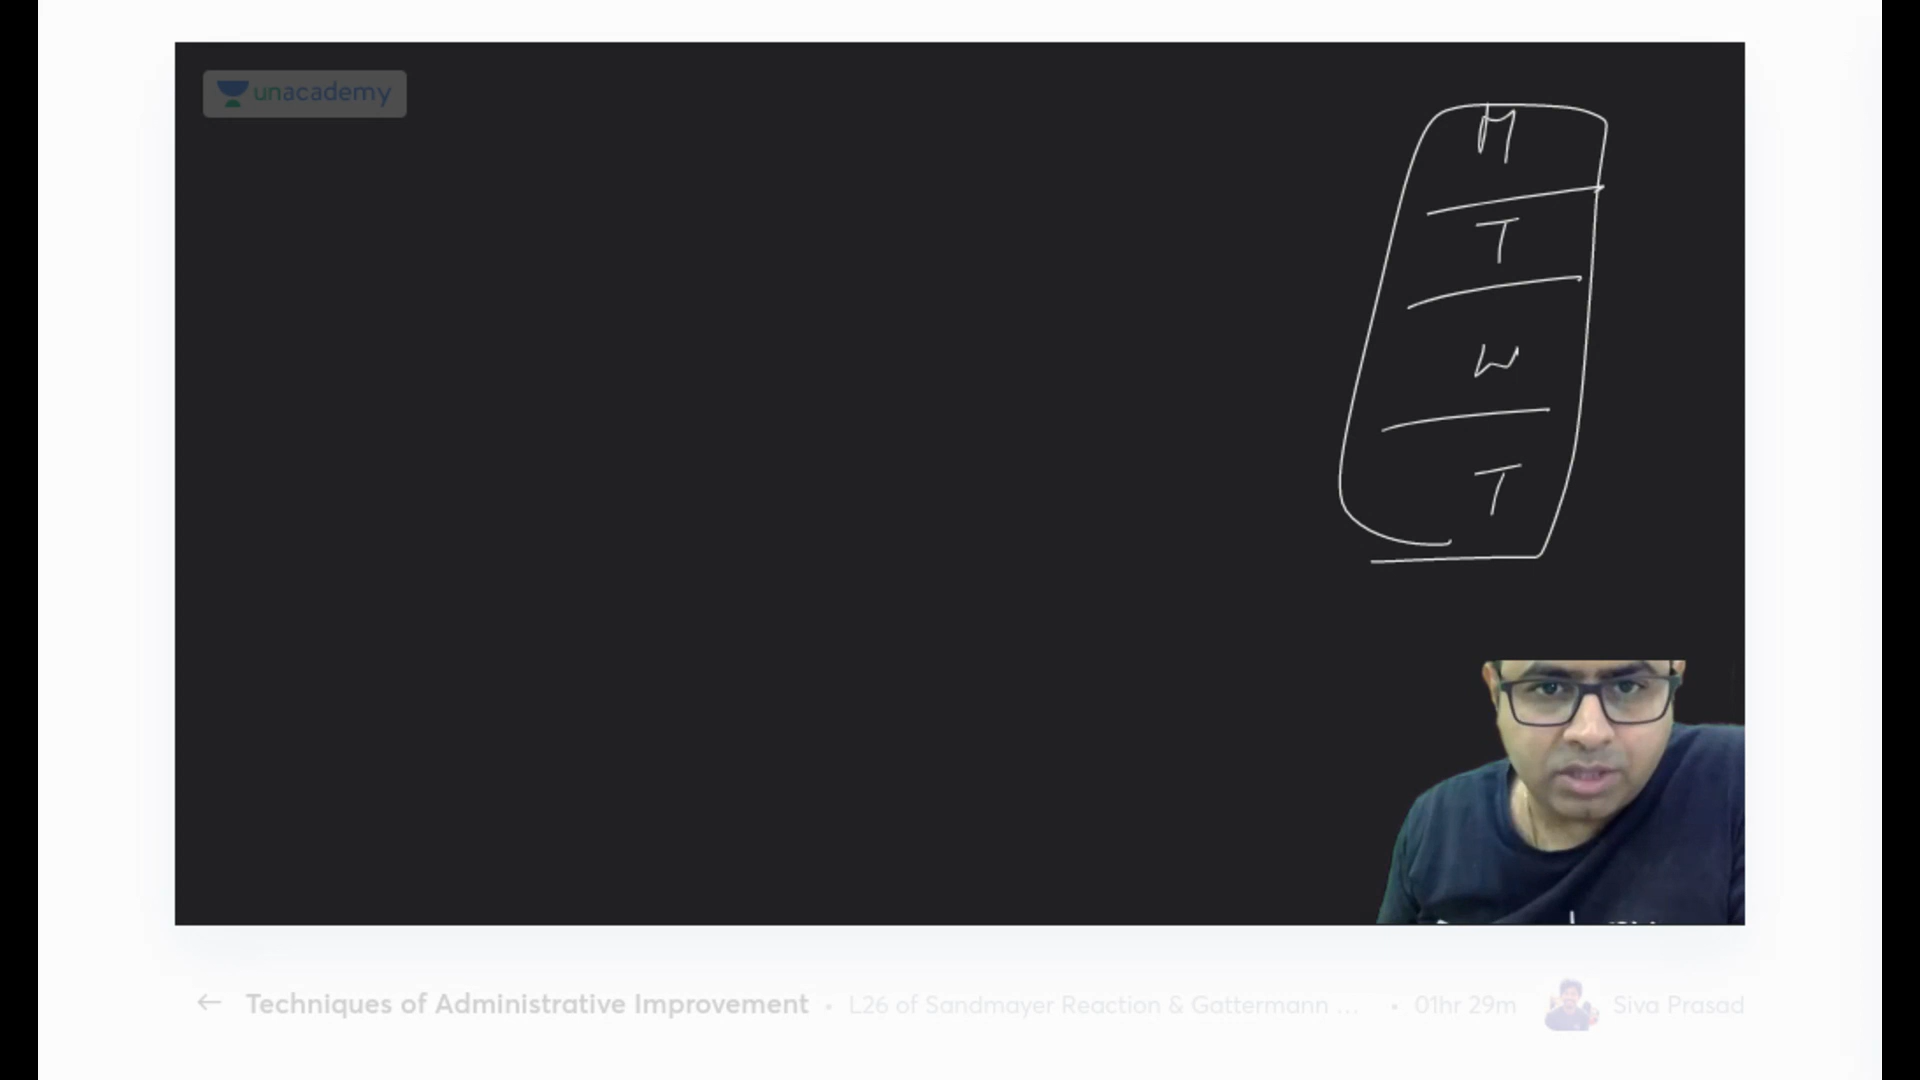 unacademy
M
T
W
T
Techniques of Administrative Improvement • L26 of Sandmayer Reaction & Gattermann ... • 01hr 29m Siva Prasad